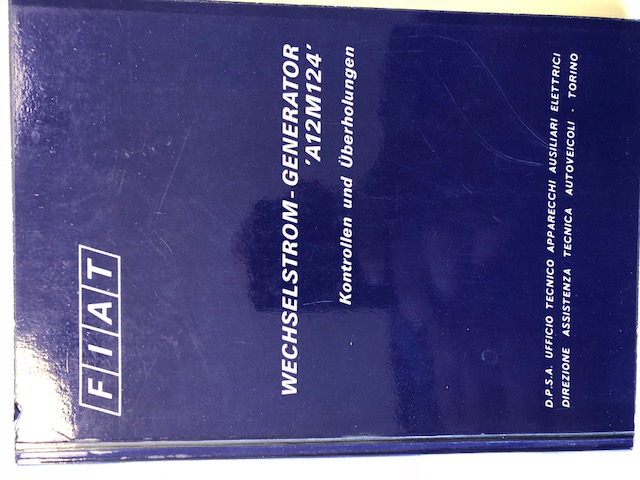 FIAT
WECHSELSTROM-GENERATOR
'A12M124'
Kontrollen und Überholungen
D.P.S.A. UFFICIO TECNICO APPARECCHI AUSILIARI ELETTRICI
DIREZIONE ASSISTENZA TECNICA AUTOVEICOLI · TORINO